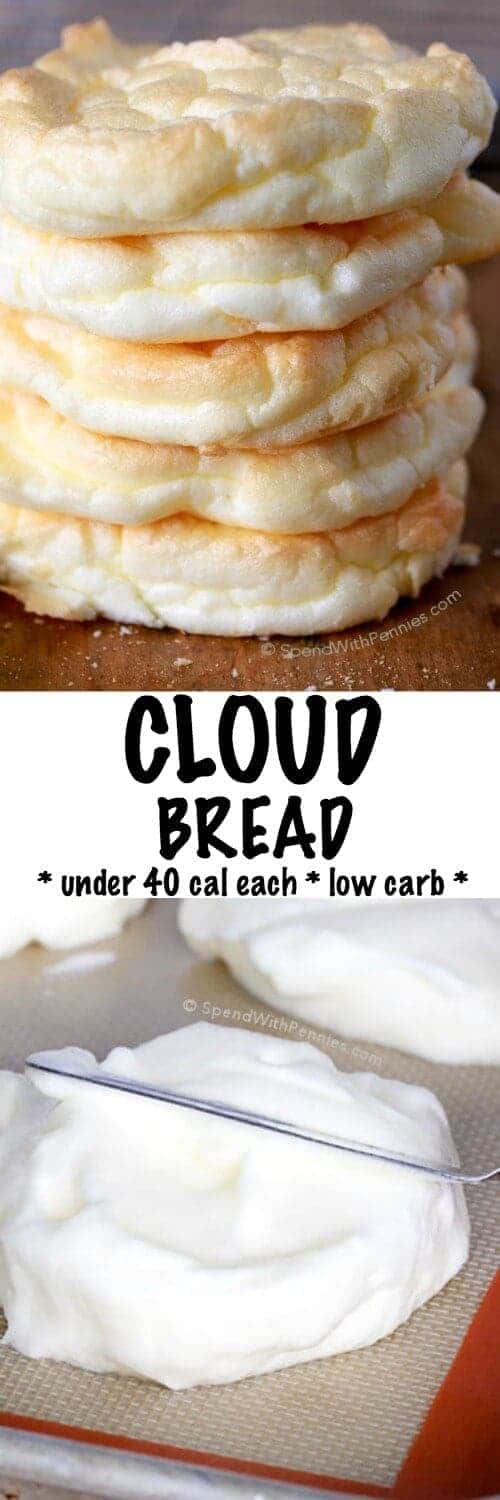 © SpendWithPennies.com
CLOUD
BREAD
* under 40 cal each * low carb *
© SpendWithPennies.com